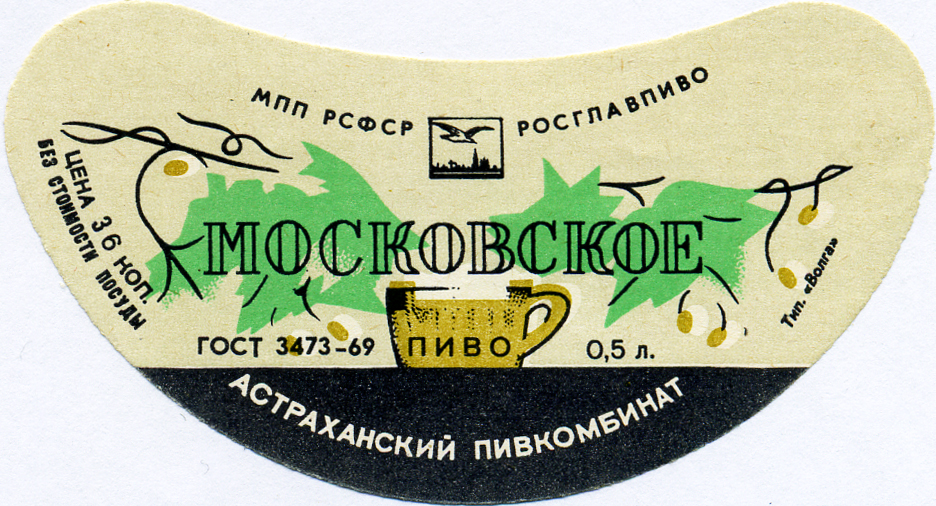 МПП РСФСР РОСГЛАВПИВО
ЦЕНА 36 КОП.
БЕЗ СТОИМОСТИ ПОСУДЫ
МОСКОВСКОЕ
Тип. «Волга»
ГОСТ 3473-69 ПИВО 0,5 л.
АСТРАХАНСКИЙ ПИВКОМБИНАТ